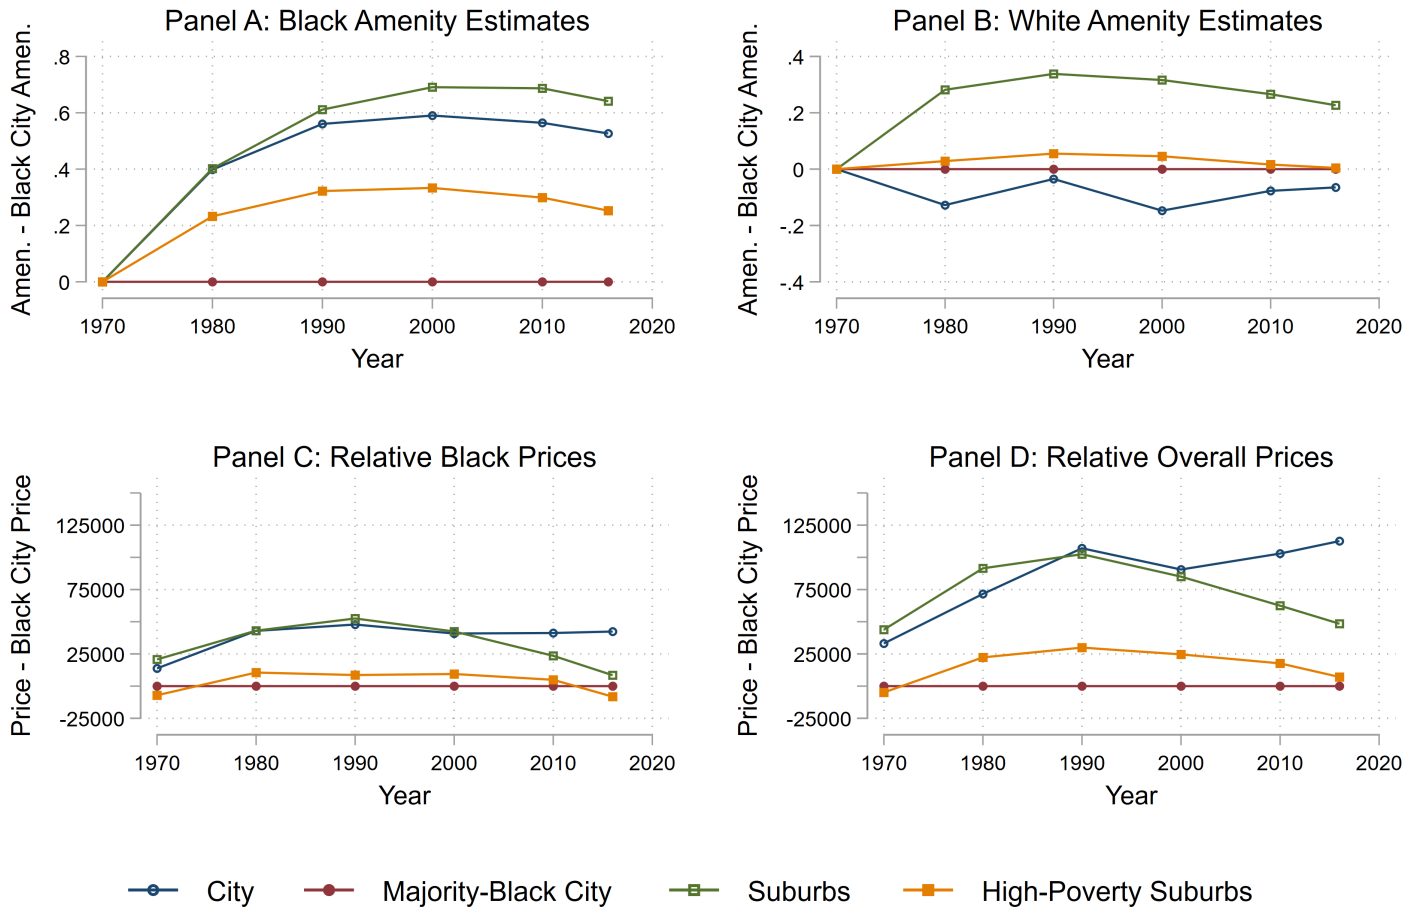 Panel A: Black Amenity Estimates
Amen. - Black City Amen.
.8
.6
.4
.2
0
1970 1980 1990 2000 2010 2020
Year
Panel B: White Amenity Estimates
Amen. - Black City Amen.
.4
.2
0
-.2
-.4
1970 1980 1990 2000 2010 2020
Year
Panel C: Relative Black Prices
Price - Black City Price
125000
75000
25000
-25000
1970 1980 1990 2000 2010 2020
Year
Panel D: Relative Overall Prices
Price - Black City Price
125000
75000
25000
-25000
1970 1980 1990 2000 2010 2020
Year
City Majority-Black City Suburbs High-Poverty Suburbs